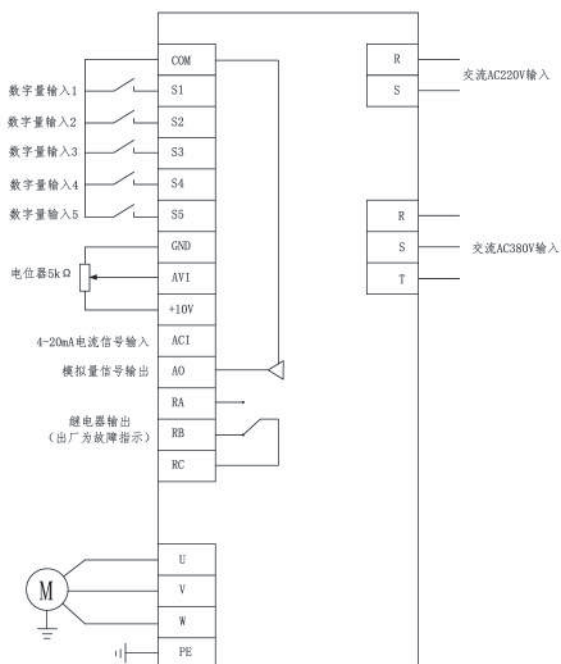 COM
数字量输入1
S1
数字量输入2
S2
数字量输入3
S3
数字量输入4
S4
数字量输入5
S5
GND
电位器5kΩ
AVI
+10V
4-20mA电流信号输入
ACI
模拟量信号输出
AO
RA
继电器输出
(出厂为故障指示)
RB
RC
M
U
V
W
PE
R
交流AC220V输入
S
R
S
交流AC380V输入
T